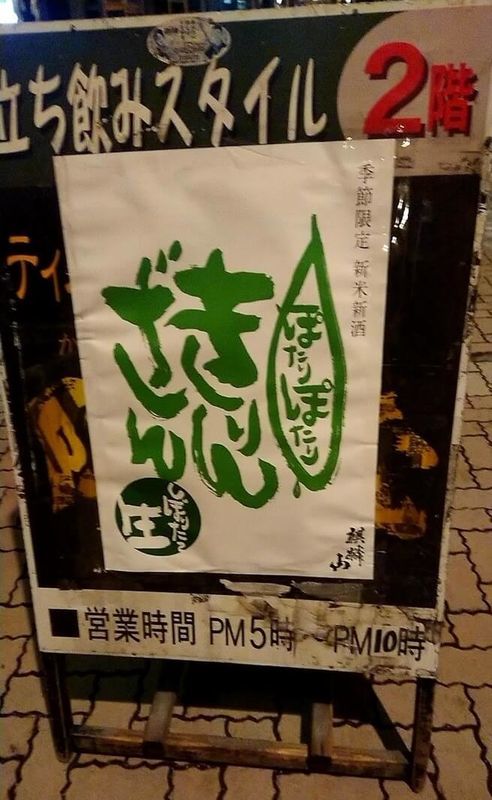 立ち飲みスタイル
2階
季節限定 新米新酒
ぽたりぽたり
きりん
ざん
しぼりたて
生
麒麟山
ティ
■営業時間 PM5時～PM10時